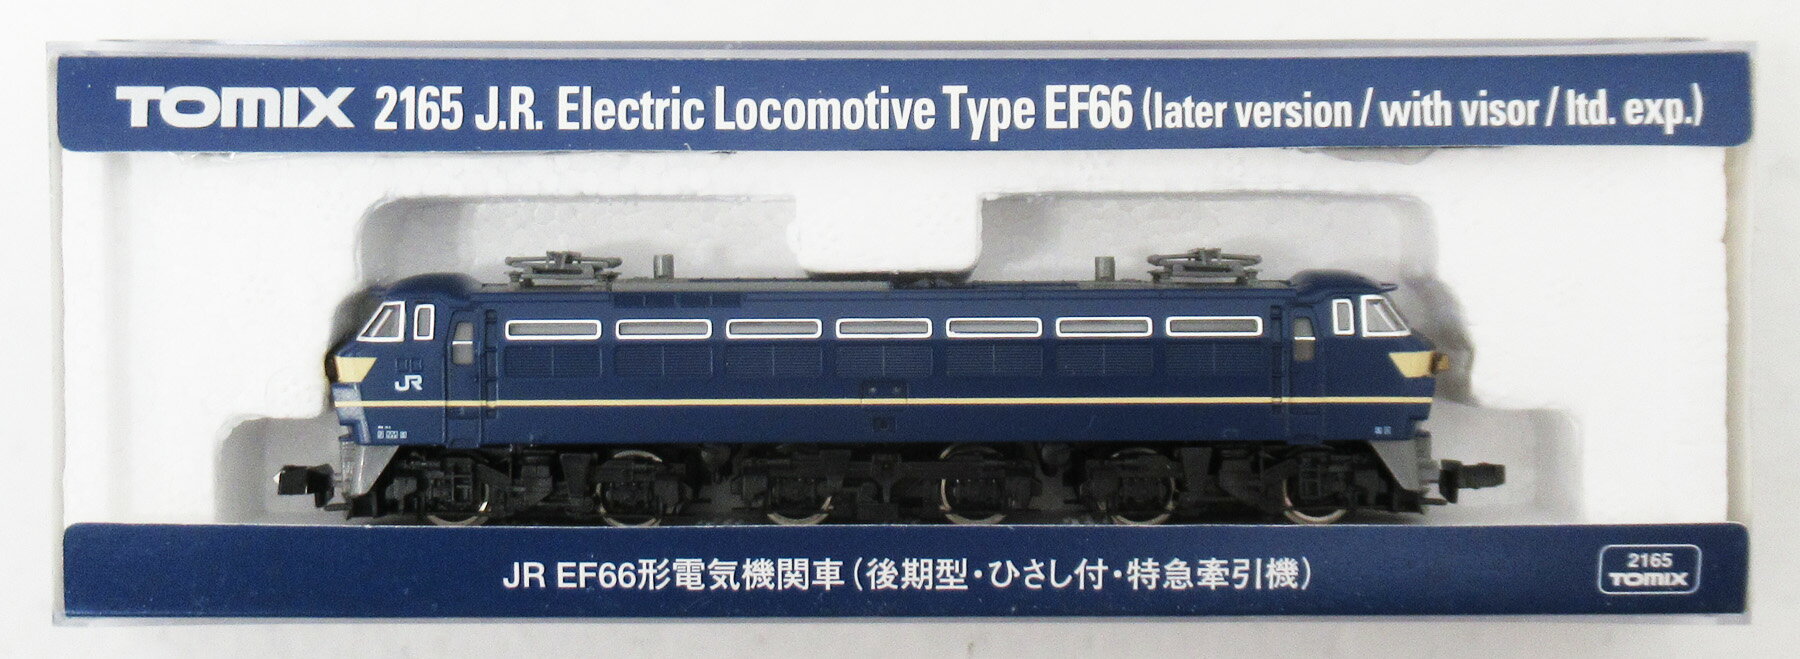 TOMIX 2165 J.R. Electric Locomotive Type EF66 (later version / with visor / ltd. exp.)
JR
JR EF66形電気機関車(後期型・ひさし付・特急牽引機)
2165
TOMIX